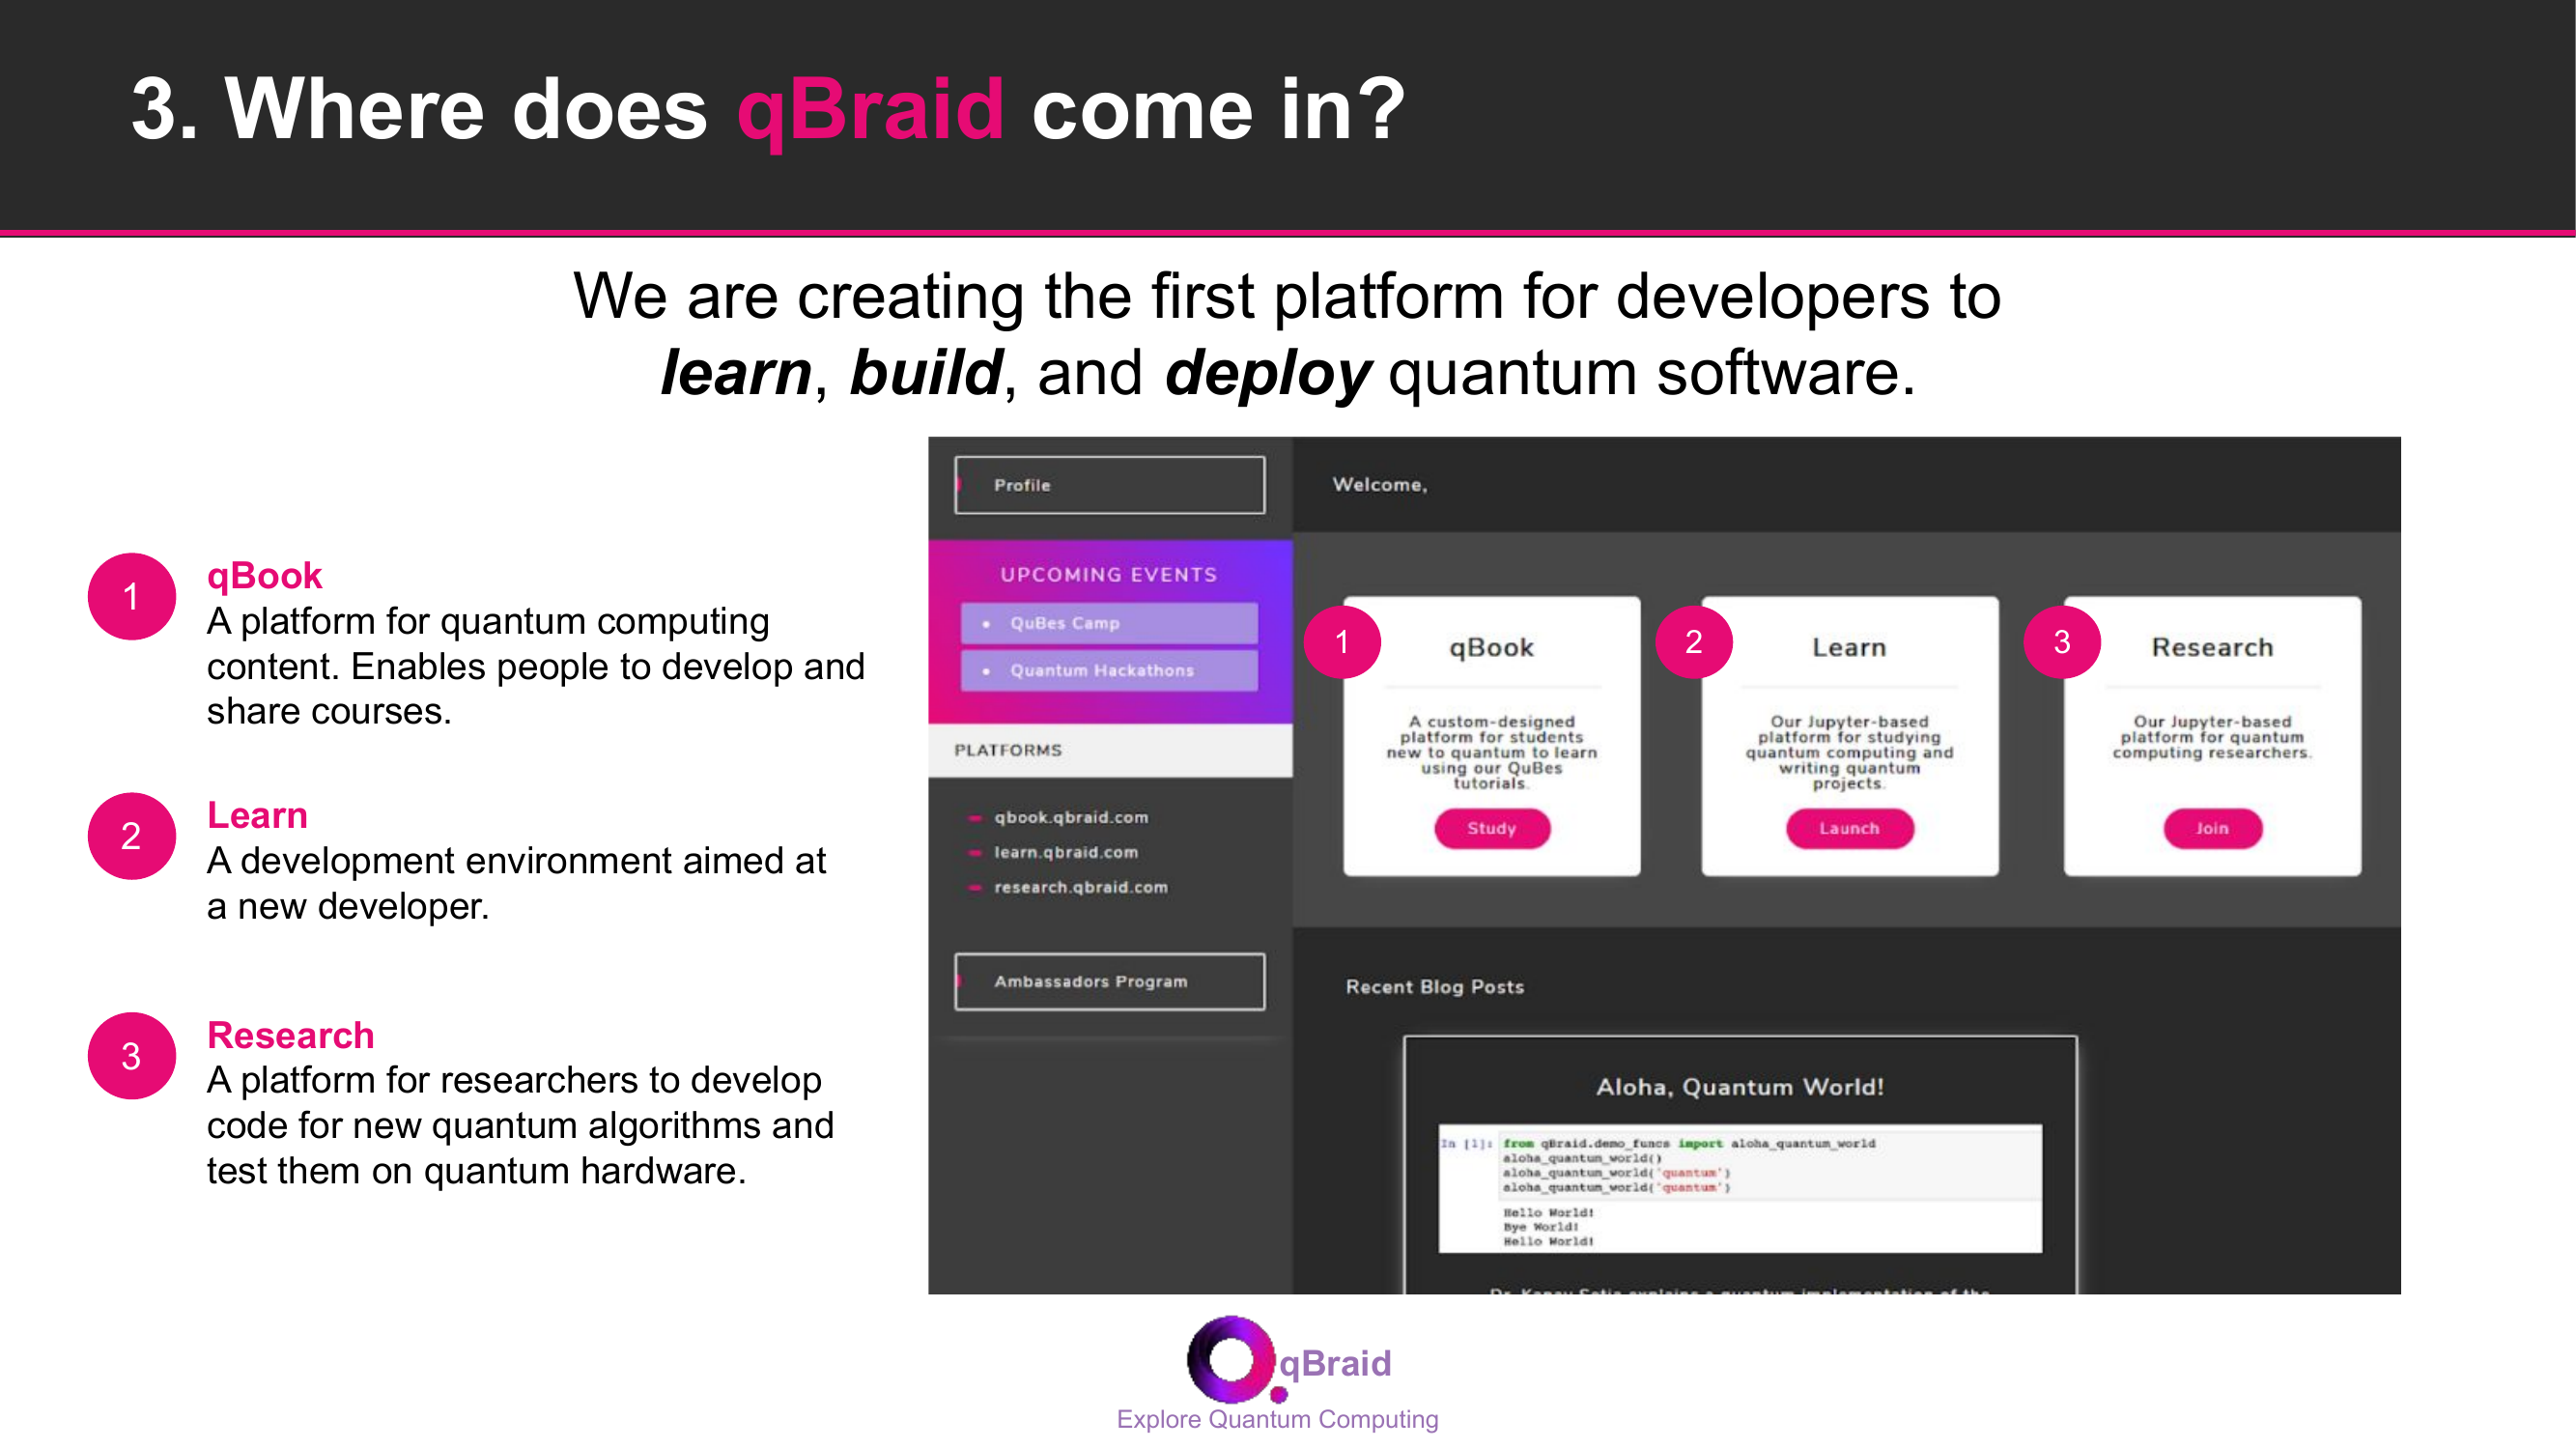 3. Where does qBraid come in?
We are creating the first platform for developers to
learn, build, and deploy quantum software.
1
qBook
A platform for quantum computing
content. Enables people to develop and
share courses.
2
Learn
A development environment aimed at
a new developer.
3
Research
A platform for researchers to develop
code for new quantum algorithms and
test them on quantum hardware.
Profile
UPCOMING EVENTS
• QuBes Camp
• Quantum Hackathons
PLATFORMS
qbook.qbraid.com
learn.qbraid.com
research.qbraid.com
Ambassadors Program
Welcome,
1
qBook
A custom-designed
platform for students
new to quantum to learn
using our QuBes
tutorials.
Study
2
Learn
Our Jupyter-based
platform for studying
quantum computing and
writing quantum
projects.
Launch
3
Research
Our Jupyter-based
platform for quantum
computing researchers.
Join
Recent Blog Posts
Aloha, Quantum World!
In [1]: from qBraid.demo_funcs import aloha_quantum_world
aloha_quantum_world()
aloha_quantum_world('quantum')
aloha_quantum_world('quantum')
Hello World!
Bye World!
Hello World!
Dr. Kanav Setia explains a quantum implementation of the
qBraid
Explore Quantum Computing